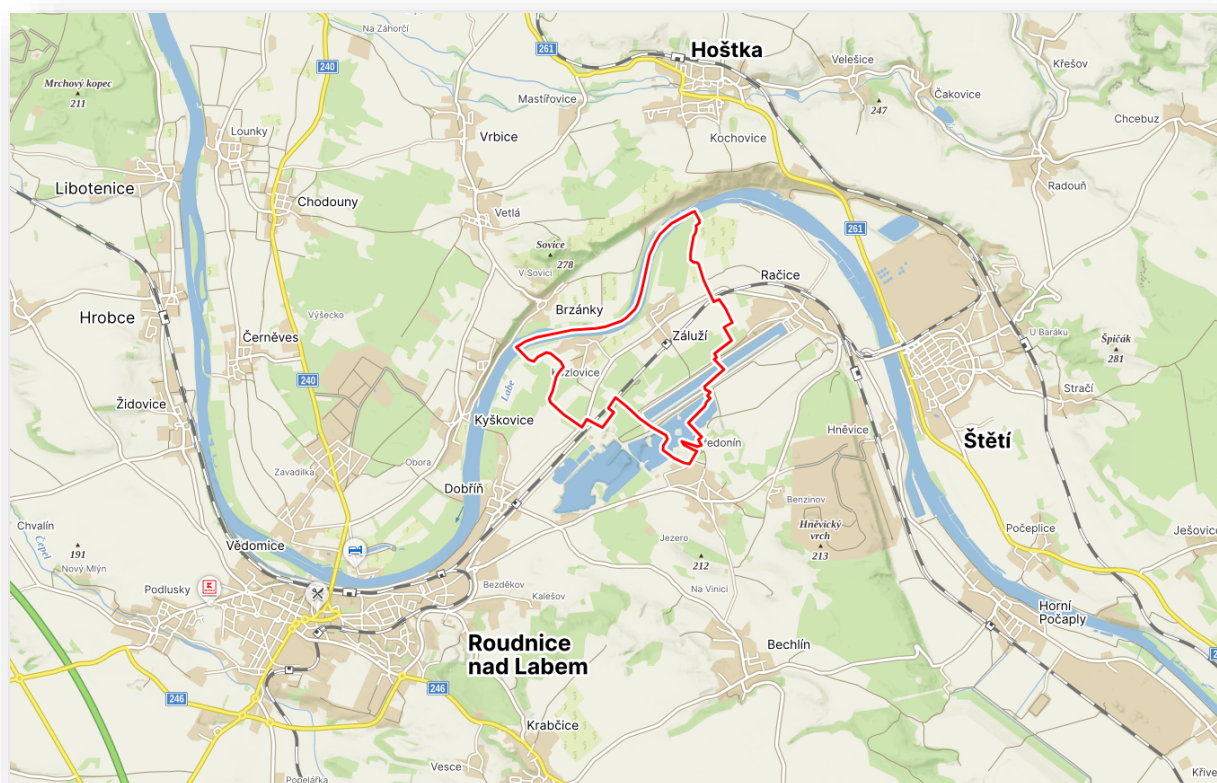 Na Záhorčí
261
Hoštka
240
Velešice
Křešov
Mrchový kopec
211
Mastířovice
247
Čakovice
Chcebuz
Lounky
Vrbice
Kochovice
Libotenice
Chodouny
Radouň
Vetlá
Sovice
278
V Sovici
261
Račice
Hrobce
Výšecko
Brzánky
Černěves
Záluží
U Baráku
Špičák
281
240
Labe
Stračí
Židovice
Kyškovice
Hněvice
Štětí
Obora
Zavadilka
Dobříň
Benzinov
Chvalín
191
Čepel
Nový Mlýn
Vědomice
Hněvický
vrch
213
Počeplice
Ješovice
Jezero
212
Podlusky
Bezděkov
Kalešov
Na Vinici
Horní
Počaply
Roudnice
nad Labem
Bechlín
246
246
Krabčice
Vesce
Popelářka